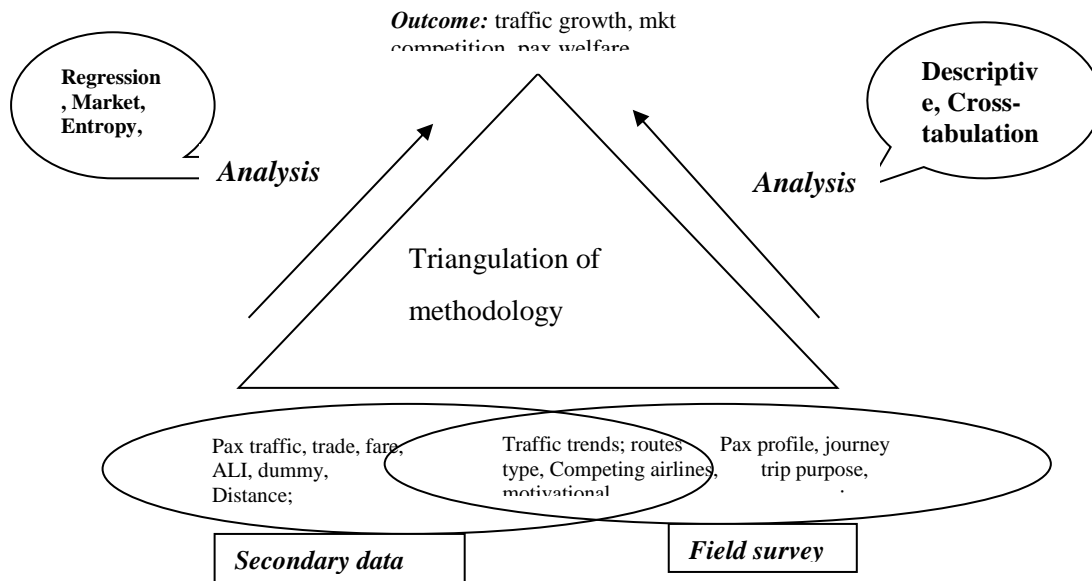 Outcome: traffic growth, mkt
competition, pax welfare
Regression
, Market,
Entropy,
Descriptiv
e, Cross-
tabulation
Analysis
Analysis
Triangulation of
methodology
Pax traffic, trade, fare;
ALI, dummy,
Distance;
Traffic trends; routes
type, Competing airlines,
motivational
Pax profile, journey
trip purpose,
Secondary data
Field survey